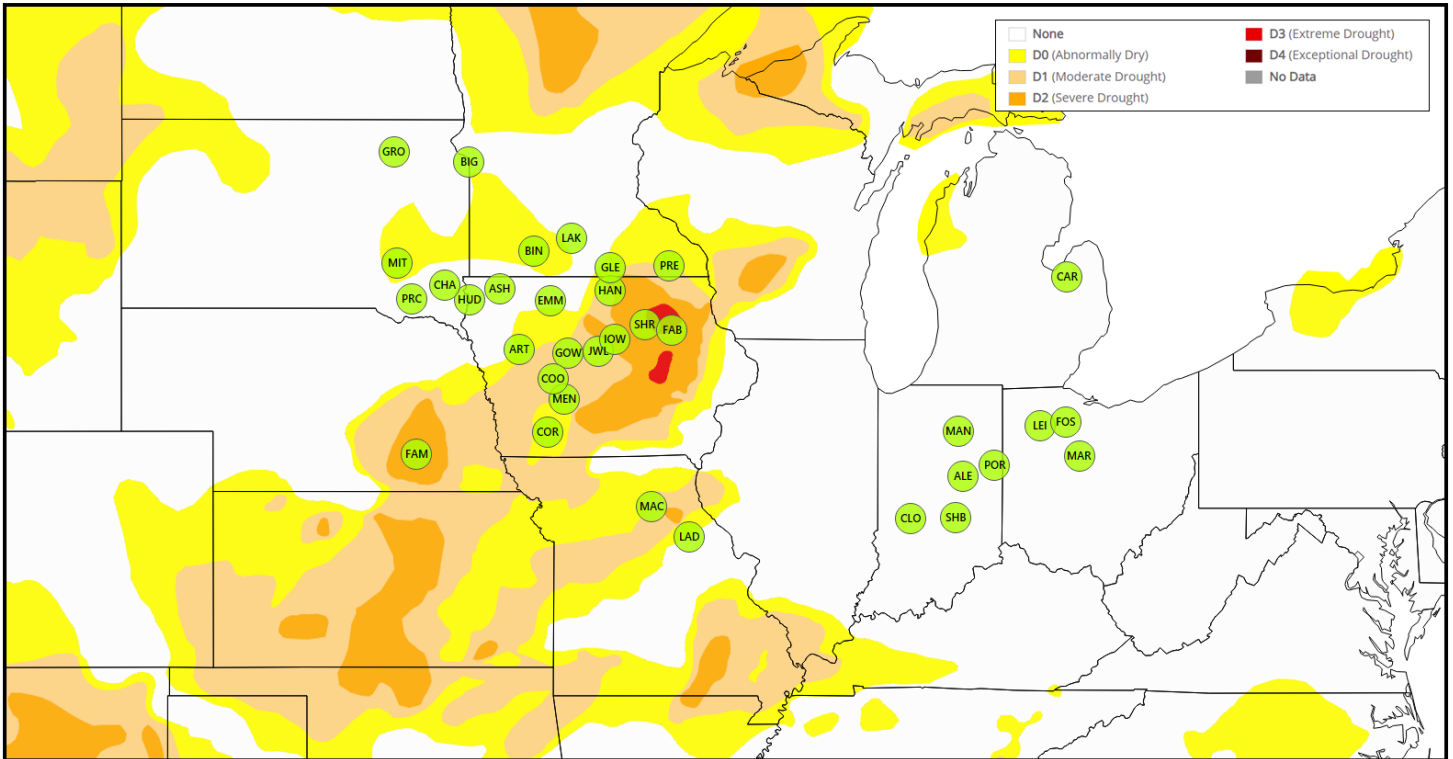 None
D0 (Abnormally Dry)
D1 (Moderate Drought)
D2 (Severe Drought)
D3 (Extreme Drought)
D4 (Exceptional Drought)
No Data
GRO
BIG
LAK
BIN
MIT
GLE
PRE
CAR
CHA
ASH
HAN
PRC
HUD
EMM
SHR
FAB
IOW
ART
GOW
JWL
COO
MEN
COR
MAN
LEI
FOS
FAM
MAR
POR
ALE
MAC
CLO
SHB
LAD